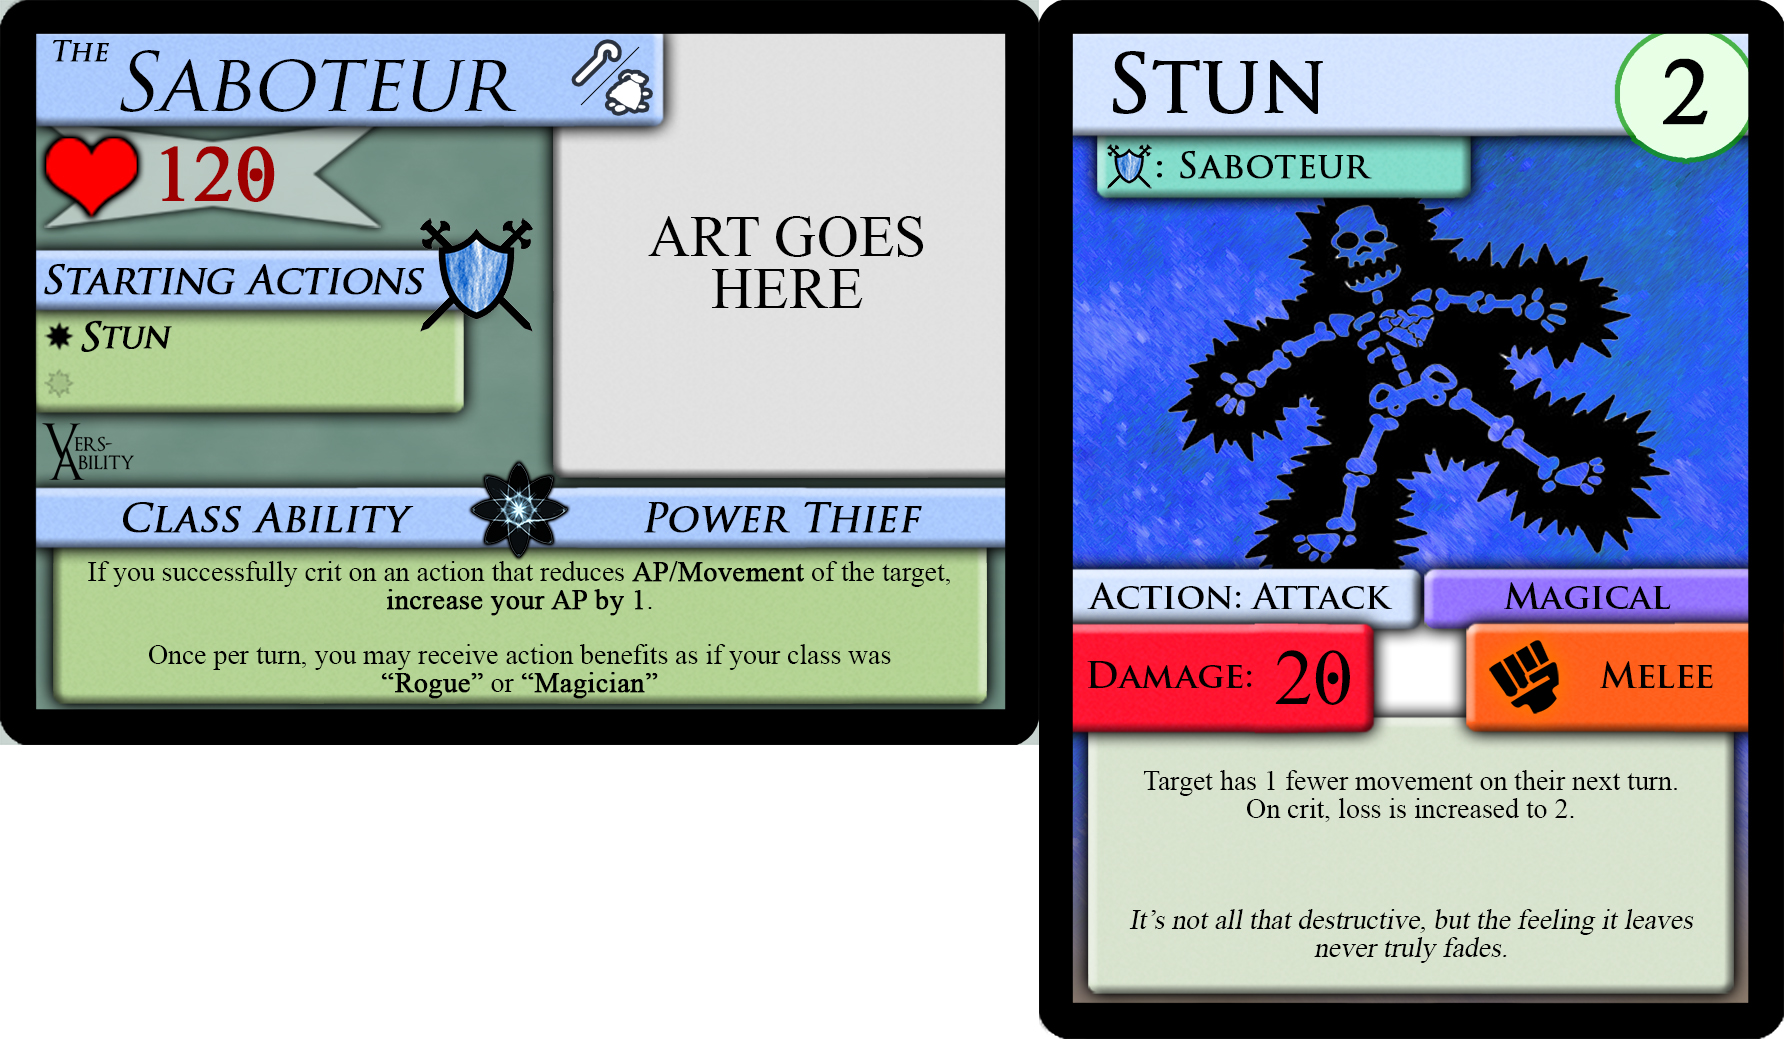 THE
SABOTEUR
120
STARTING ACTIONS
STUN
VERS-
ABILITY
ART GOES
HERE
CLASS ABILITY
POWER THIEF
If you successfully crit on an action that reduces AP/Movement of the target,
increase your AP by 1.
Once per turn, you may receive action benefits as if your class was
“Rogue” or “Magician”
STUN
2
: SABOTEUR
ACTION: ATTACK
MAGICAL
DAMAGE: 20
MELEE
Target has 1 fewer movement on their next turn.
On crit, loss is increased to 2.
It’s not all that destructive, but the feeling it leaves
never truly fades.